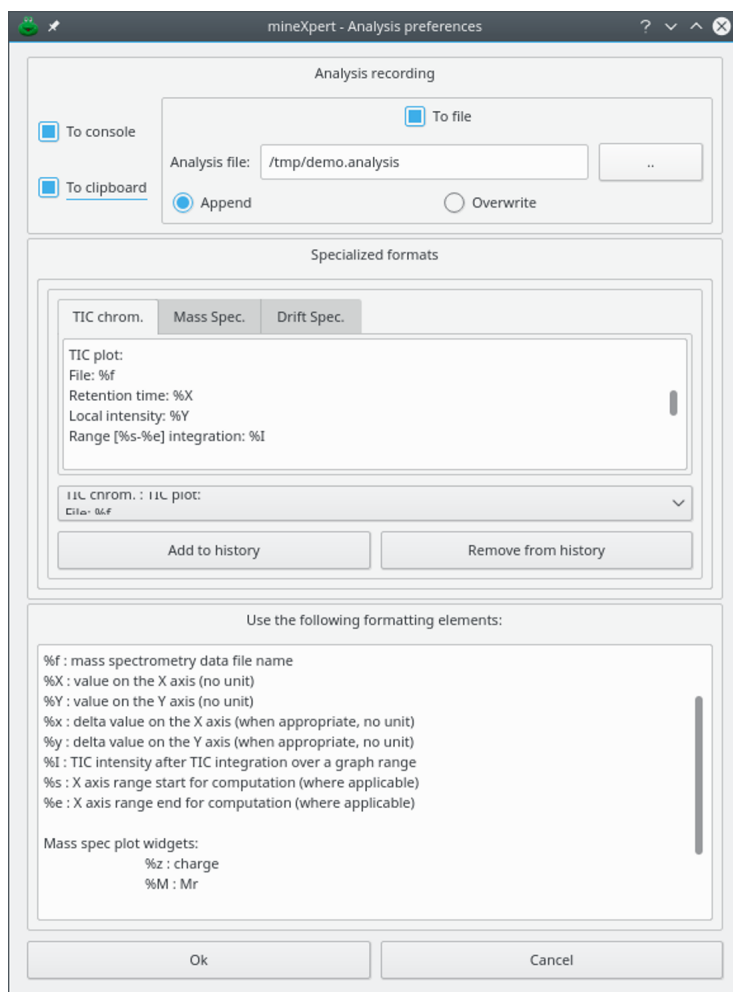 mineXpert - Analysis preferences
Analysis recording
To console
To file
Analysis file: /tmp/demo.analysis ..
To clipboard
Append Overwrite
Specialized formats
TIC chrom. Mass Spec. Drift Spec.
TIC plot:
File: %f
Retention time: %X
Local intensity: %Y
Range [%s-%e] integration: %I
TIC chrom. : TIC plot:
File: %f
Add to history Remove from history
Use the following formatting elements:
%f : mass spectrometry data file name
%X : value on the X axis (no unit)
%Y : value on the Y axis (no unit)
%x : delta value on the X axis (when appropriate, no unit)
%y : delta value on the Y axis (when appropriate, no unit)
%I : TIC intensity after TIC integration over a graph range
%s : X axis range start for computation (where applicable)
%e : X axis range end for computation (where applicable)
Mass spec plot widgets:
%z : charge
%M : Mr
Ok Cancel